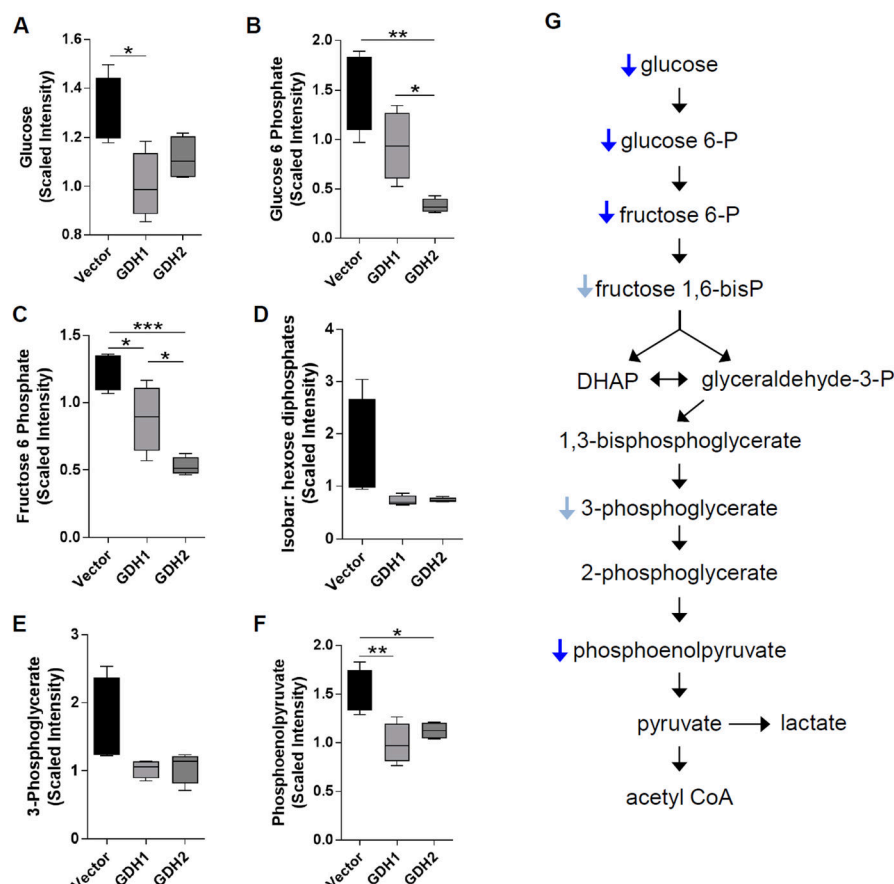 A
Glucose
(Scaled Intensity)
1.6
1.4
1.2
1.0
0.8
*
Vector
GDH1
GDH2
B
Glucose 6 Phosphate
(Scaled Intensity)
2.0
1.5
1.0
0.5
0.0
**
*
Vector
GDH1
GDH2
C
Fructose 6 Phosphate
(Scaled Intensity)
1.5
1.0
0.5
0.0
***
*
*
Vector
GDH1
GDH2
D
Isobar: hexose diphosphates
(Scaled Intensity)
4
3
2
1
0
Vector
GDH1
GDH2
E
3-Phosphoglycerate
(Scaled Intensity)
3
2
1
0
Vector
GDH1
GDH2
F
Phosphoenolpyruvate
(Scaled Intensity)
2.0
1.5
1.0
0.5
0.0
*
**
Vector
GDH1
GDH2
G
glucose
glucose 6-P
fructose 6-P
fructose 1,6-bisP
DHAP
glyceraldehyde-3-P
1,3-bisphosphoglycerate
3-phosphoglycerate
2-phosphoglycerate
phosphoenolpyruvate
pyruvate
lactate
acetyl CoA